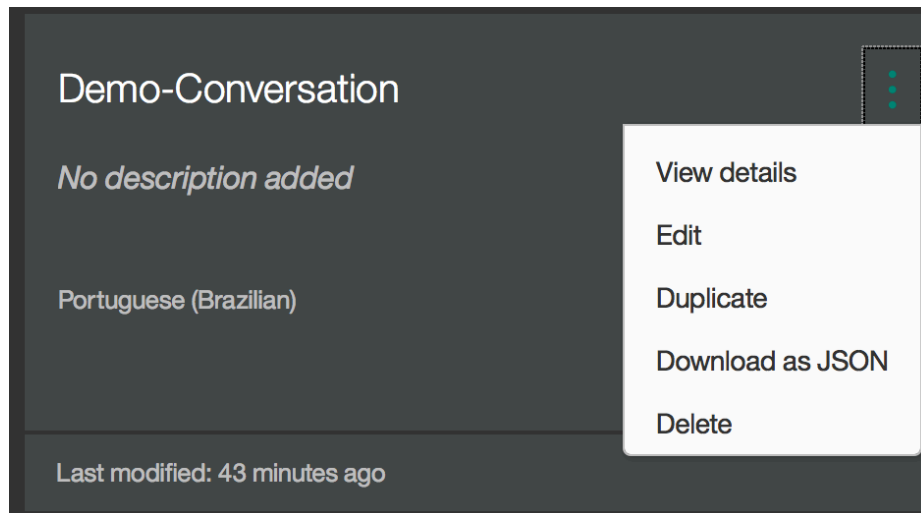 Demo-Conversation
No description added
Portuguese (Brazilian)
Last modified: 43 minutes ago
View details
Edit
Duplicate
Download as JSON
Delete